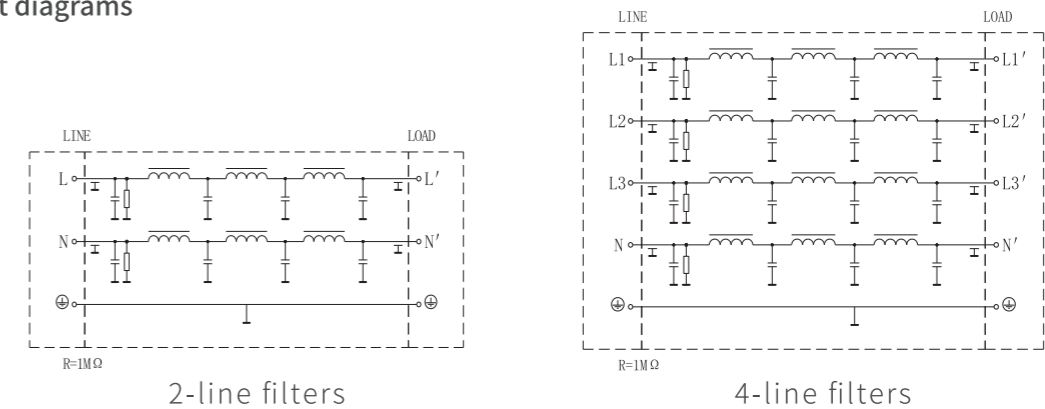 t diagrams
LINE LOAD
L L′
N N′
R=1MΩ
2-line filters
LINE LOAD
L1 L1′
L2 L2′
L3 L3′
N N′
R=1MΩ
4-line filters